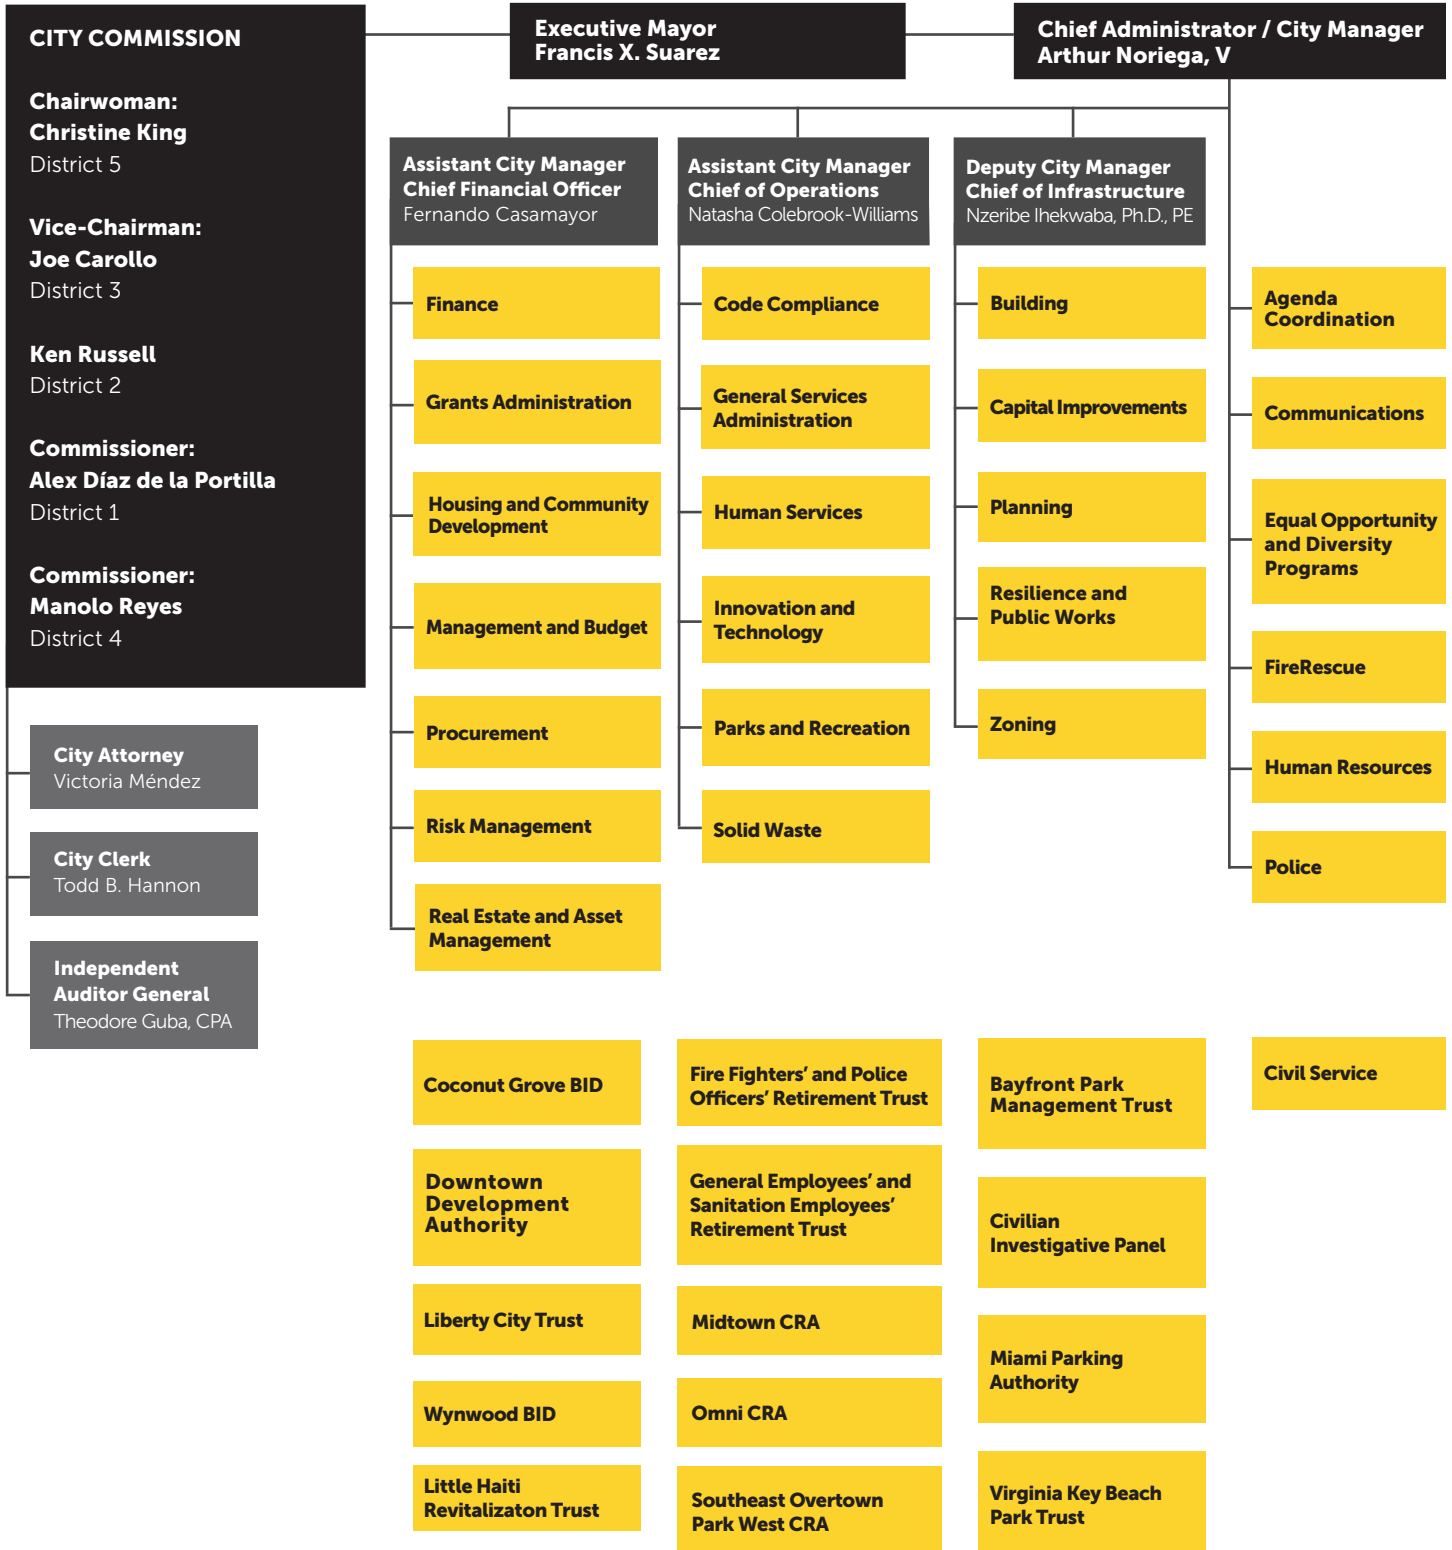 CITY COMMISSION
Chairwoman:
Christine King
District 5
Vice-Chairman:
Joe Carollo
District 3
Ken Russell
District 2
Commissioner:
Alex Díaz de la Portilla
District 1
Commissioner:
Manolo Reyes
District 4
Executive Mayor
Francis X. Suarez
Chief Administrator / City Manager
Arthur Noriega, V
City Attorney
Victoria Méndez
City Clerk
Todd B. Hannon
Independent
Auditor General
Theodore Guba, CPA
Assistant City Manager
Chief Financial Officer
Fernando Casamayor
Finance
Grants Administration
Housing and Community
Development
Management and Budget
Procurement
Risk Management
Real Estate and Asset
Management
Assistant City Manager
Chief of Operations
Natasha Colebrook-Williams
Code Compliance
General Services
Administration
Human Services
Innovation and
Technology
Parks and Recreation
Solid Waste
Deputy City Manager
Chief of Infrastructure
Nzeribe Ihekwaba, Ph.D., PE
Building
Capital Improvements
Planning
Resilience and
Public Works
Zoning
Agenda
Coordination
Communications
Equal Opportunity
and Diversity
Programs
FireRescue
Human Resources
Police
Coconut Grove BID
Downtown
Development
Authority
Liberty City Trust
Wynwood BID
Little Haiti
Revitalizaton Trust
Fire Fighters’ and Police
Officers’ Retirement Trust
General Employees’ and
Sanitation Employees’
Retirement Trust
Midtown CRA
Omni CRA
Southeast Overtown
Park West CRA
Bayfront Park
Management Trust
Civilian
Investigative Panel
Miami Parking
Authority
Virginia Key Beach
Park Trust
Civil Service